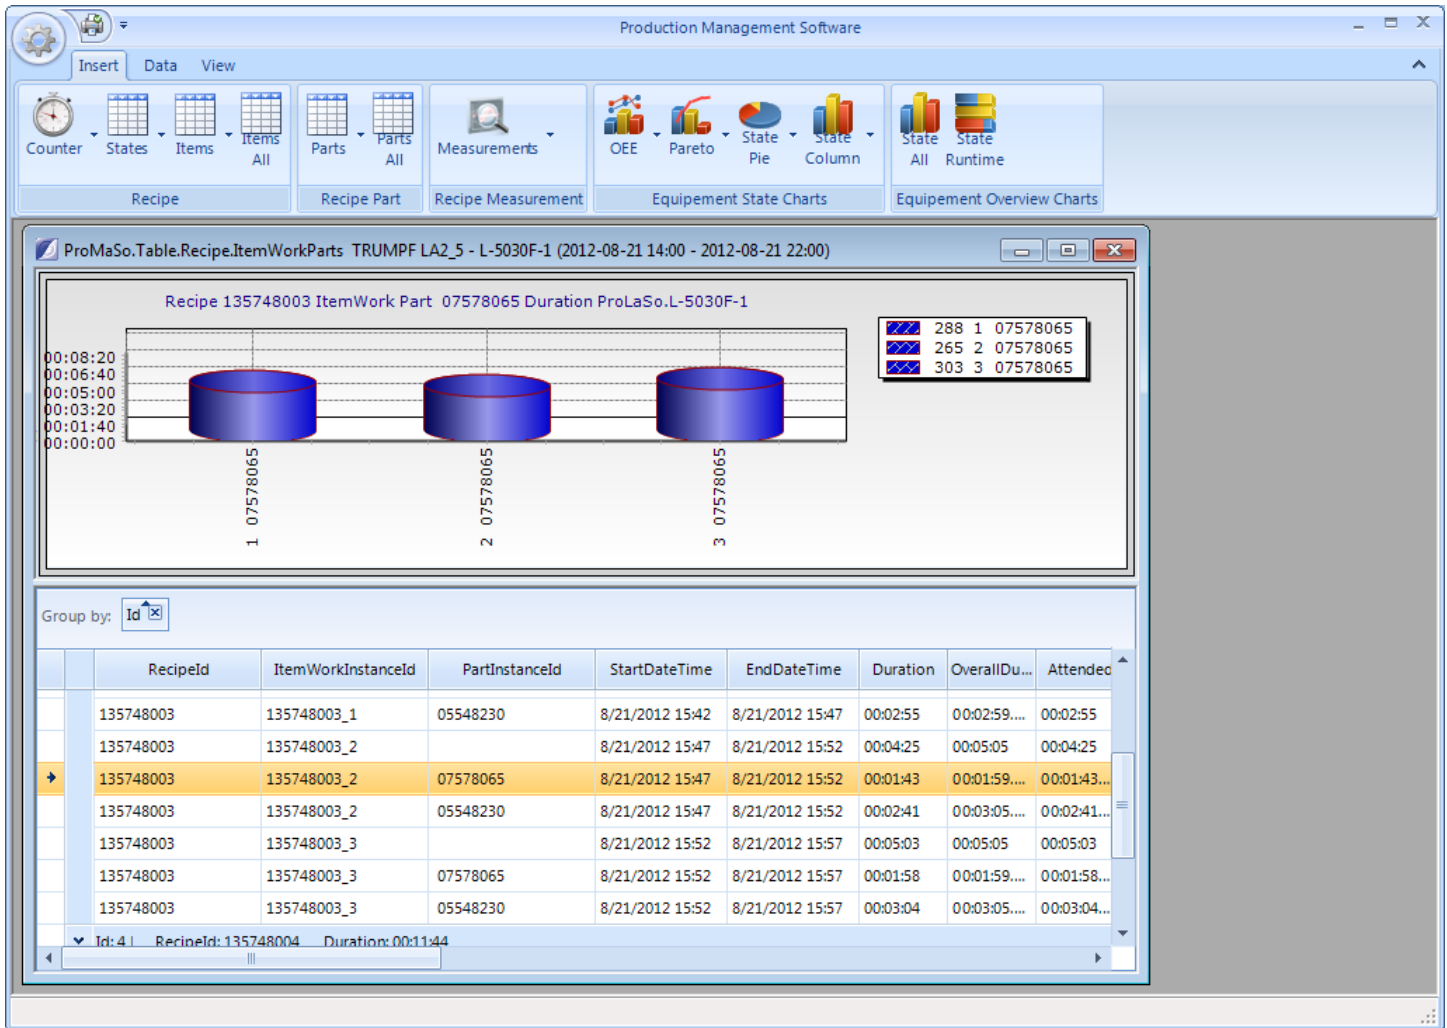 Production Management Software
Insert Data View
Counter States Items Items All Parts Parts All Measurements OEE Pareto State Pie State Column State All State Runtime
Recipe Recipe Part Recipe Measurement Equipement State Charts Equipement Overview Charts
ProMaSo.Table.Recipe.ItemWorkParts TRUMPF LA2_5 - L-5030F-1 (2012-08-21 14:00 - 2012-08-21 22:00)
Recipe 135748003 ItemWork Part 07578065 Duration ProLaSo.L-5030F-1
288 1 07578065
265 2 07578065
303 3 07578065
00:08:20
00:06:40
00:05:00
00:03:20
00:01:40
00:00:00
1 07578065
2 07578065
3 07578065
Group by: Id
RecipeId ItemWorkInstanceId PartInstanceId StartDateTime EndDateTime Duration OverallDu... Attended
135748003 135748003_1 05548230 8/21/2012 15:42 8/21/2012 15:47 00:02:55 00:02:59.... 00:02:55
135748003 135748003_2 8/21/2012 15:47 8/21/2012 15:52 00:04:25 00:05:05 00:04:25
135748003 135748003_2 07578065 8/21/2012 15:47 8/21/2012 15:52 00:01:43 00:01:59.... 00:01:43...
135748003 135748003_2 05548230 8/21/2012 15:47 8/21/2012 15:52 00:02:41 00:03:05.... 00:02:41...
135748003 135748003_3 8/21/2012 15:52 8/21/2012 15:57 00:05:03 00:05:05 00:05:03
135748003 135748003_3 07578065 8/21/2012 15:52 8/21/2012 15:57 00:01:58 00:01:59.... 00:01:58...
135748003 135748003_3 05548230 8/21/2012 15:52 8/21/2012 15:57 00:03:04 00:03:05.... 00:03:04...
Id: 4 | RecipeId: 135748004 Duration: 00:11:44